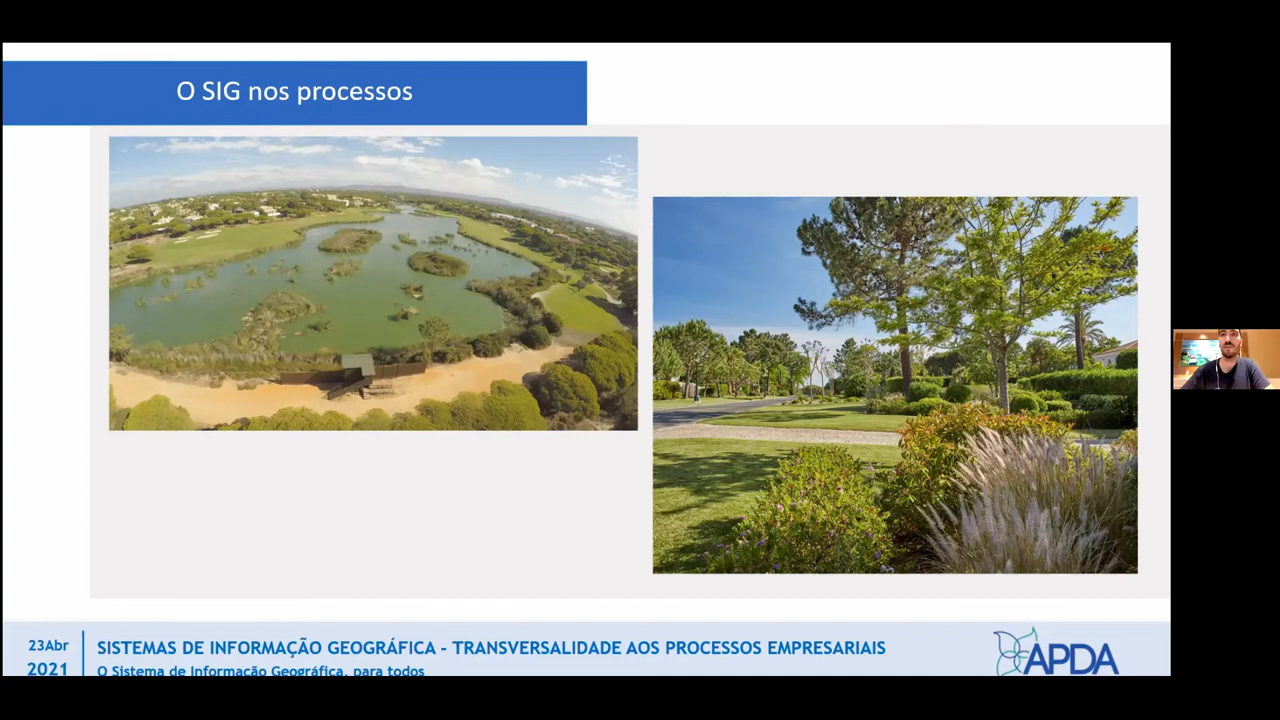 O SIG nos processos
23Abr
2021
SISTEMAS DE INFORMAÇÃO GEOGRÁFICA - TRANSVERSALIDADE AOS PROCESSOS EMPRESARIAIS
O Sistema de Informação Geográfica, para todos
APDA